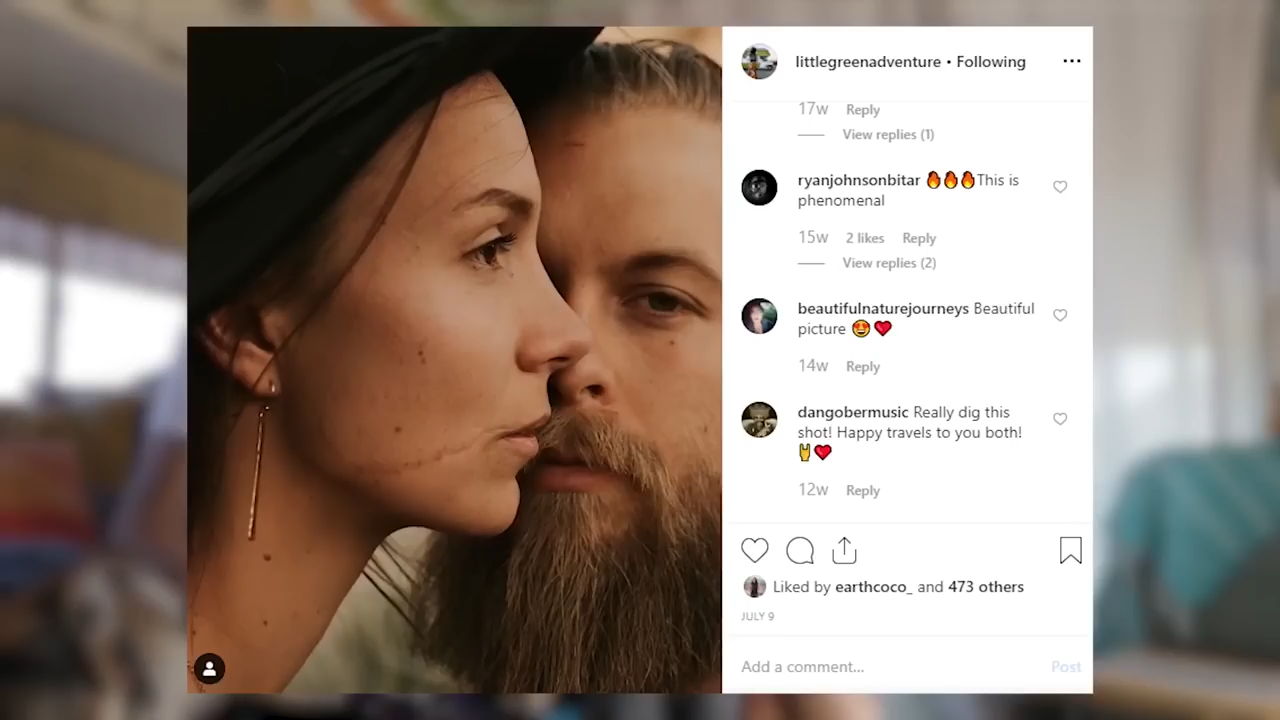 littlegreenadventure • Following
17w Reply
View replies (1)
ryanjohnsonbitar 🔥🔥🔥This is
phenomenal
15w 2 likes Reply
View replies (2)
beautifulnaturejourneys Beautiful
picture 😍❤️
14w Reply
dangobermusic Really dig this
shot! Happy travels to you both!
🤘❤️
12w Reply
Liked by earthcoco_ and 473 others
JULY 9
Add a comment... Post